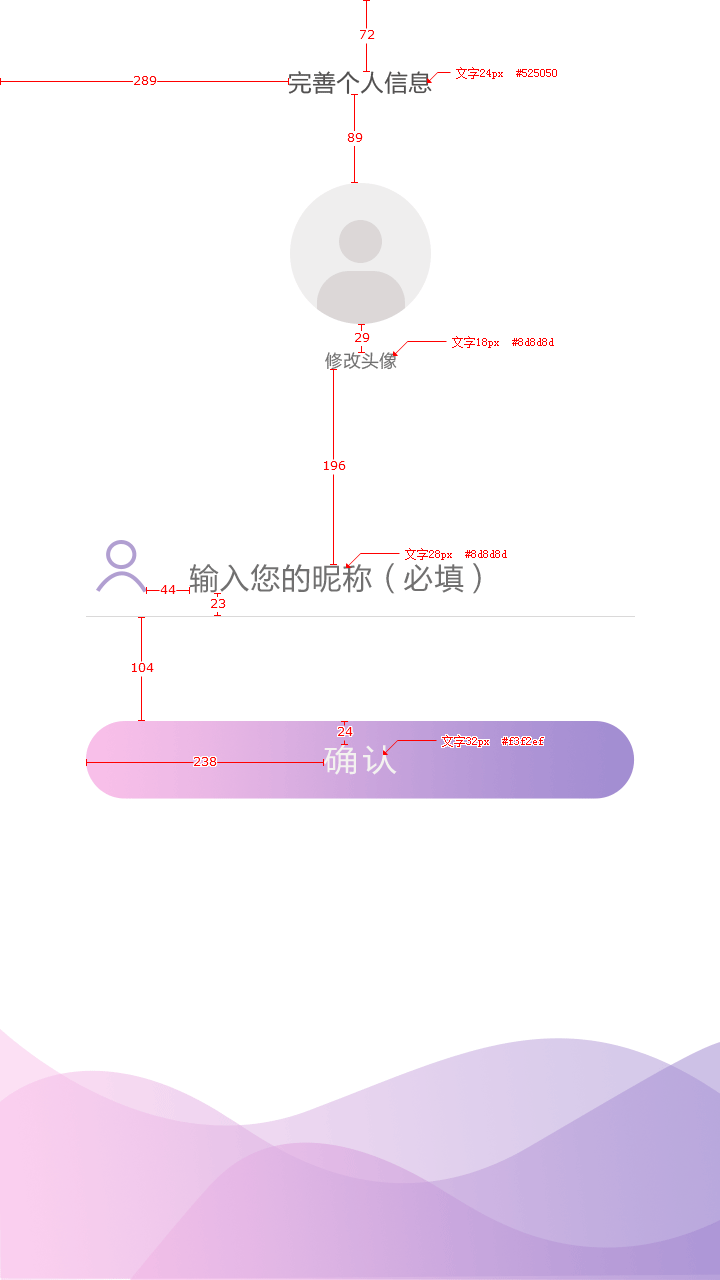 72
完善个人信息
文字24px #525050
289
89
29
文字18px #8d8d8d
修改头像
196
文字28px #8d8d8d
输入您的昵称（必填）
44
23
104
24
文字32px #f3f2ef
确认
238